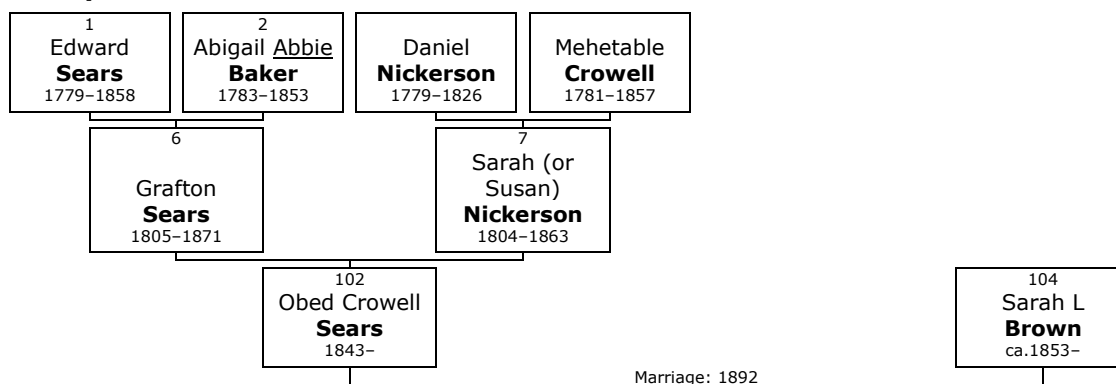 1
Edward
Sears
1779–1858
2
Abigail Abbie
Baker
1783–1853
Daniel
Nickerson
1779–1826
Mehetable
Crowell
1781–1857
6
Grafton
Sears
1805–1871
7
Sarah (or
Susan)
Nickerson
1804–1863
102
Obed Crowell
Sears
1843–
104
Sarah L
Brown
ca.1853–
Marriage: 1892